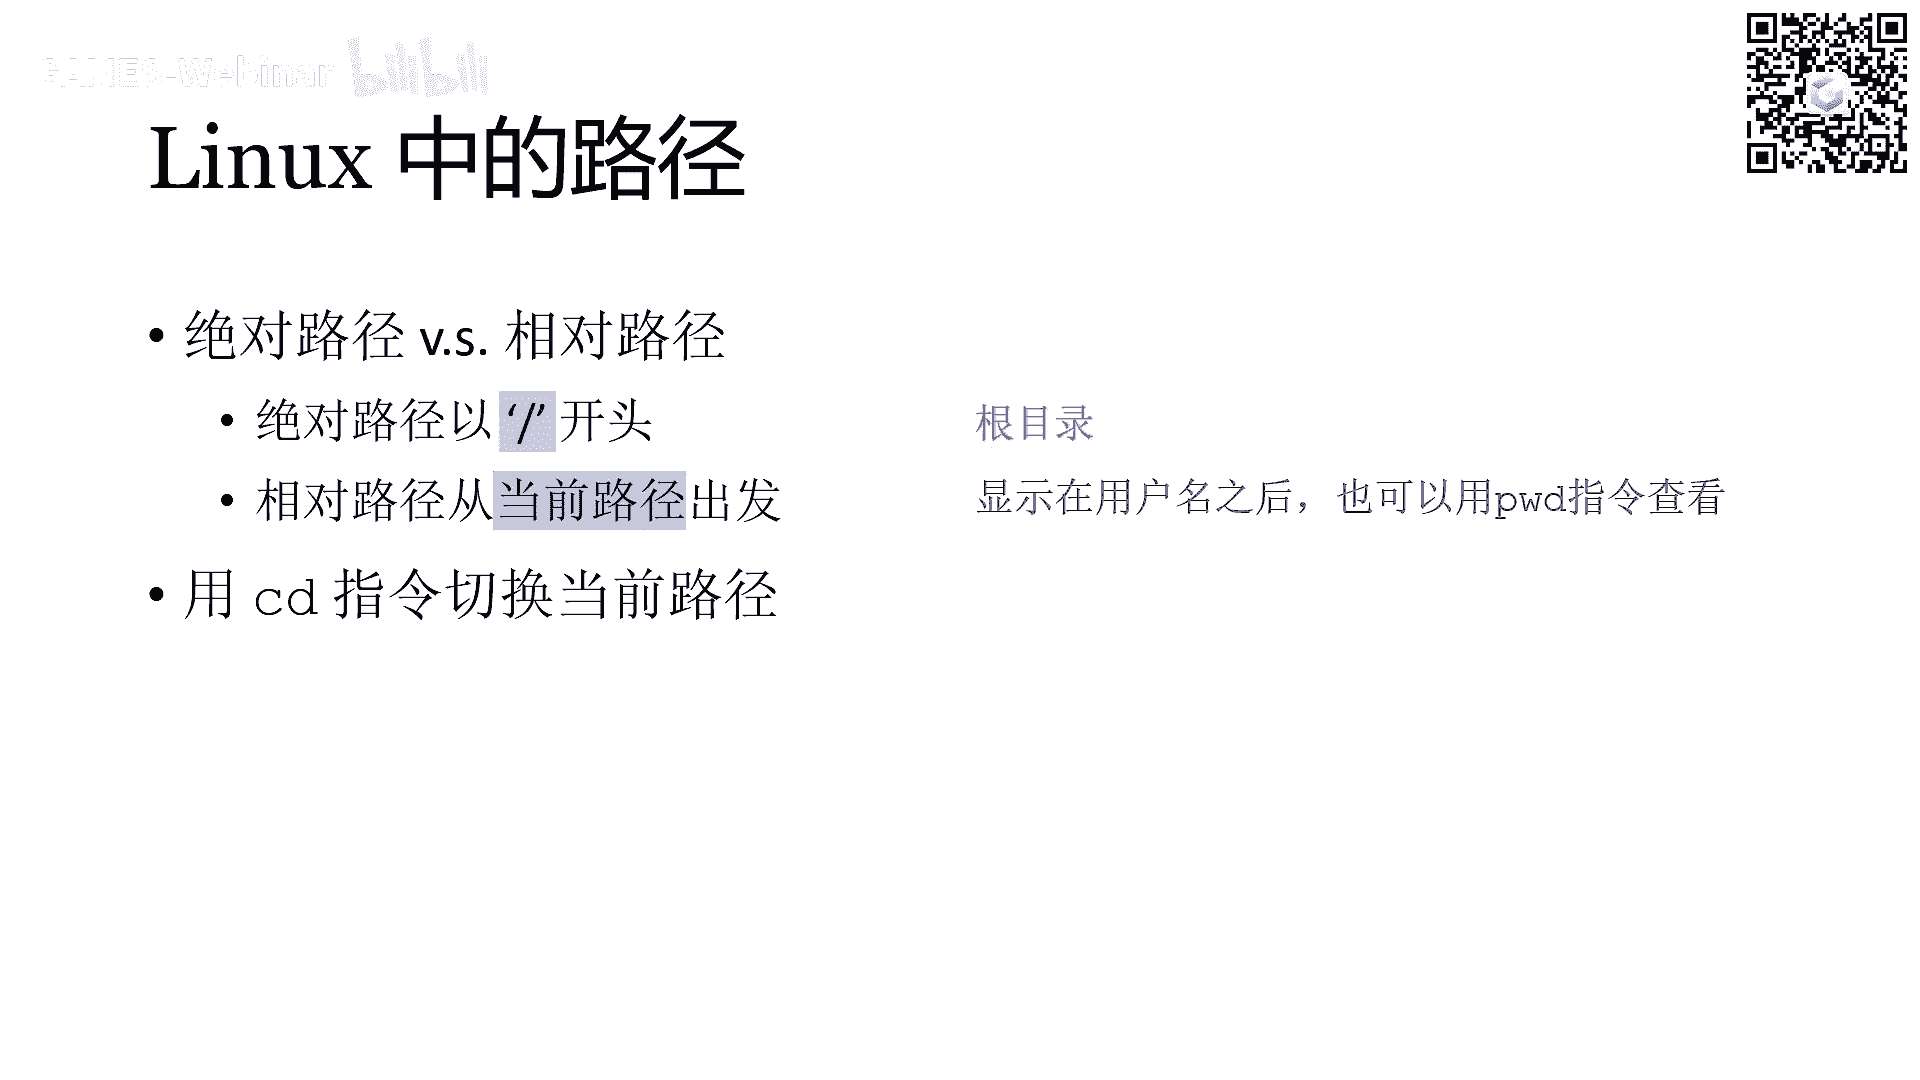 GAMES-Webinar bilibili
Linux 中的路径
• 绝对路径 v.s. 相对路径
• 绝对路径以 ‘/’ 开头
根目录
• 相对路径从当前路径出发
显示在用户名之后，也可以用pwd指令查看
• 用 cd 指令切换当前路径